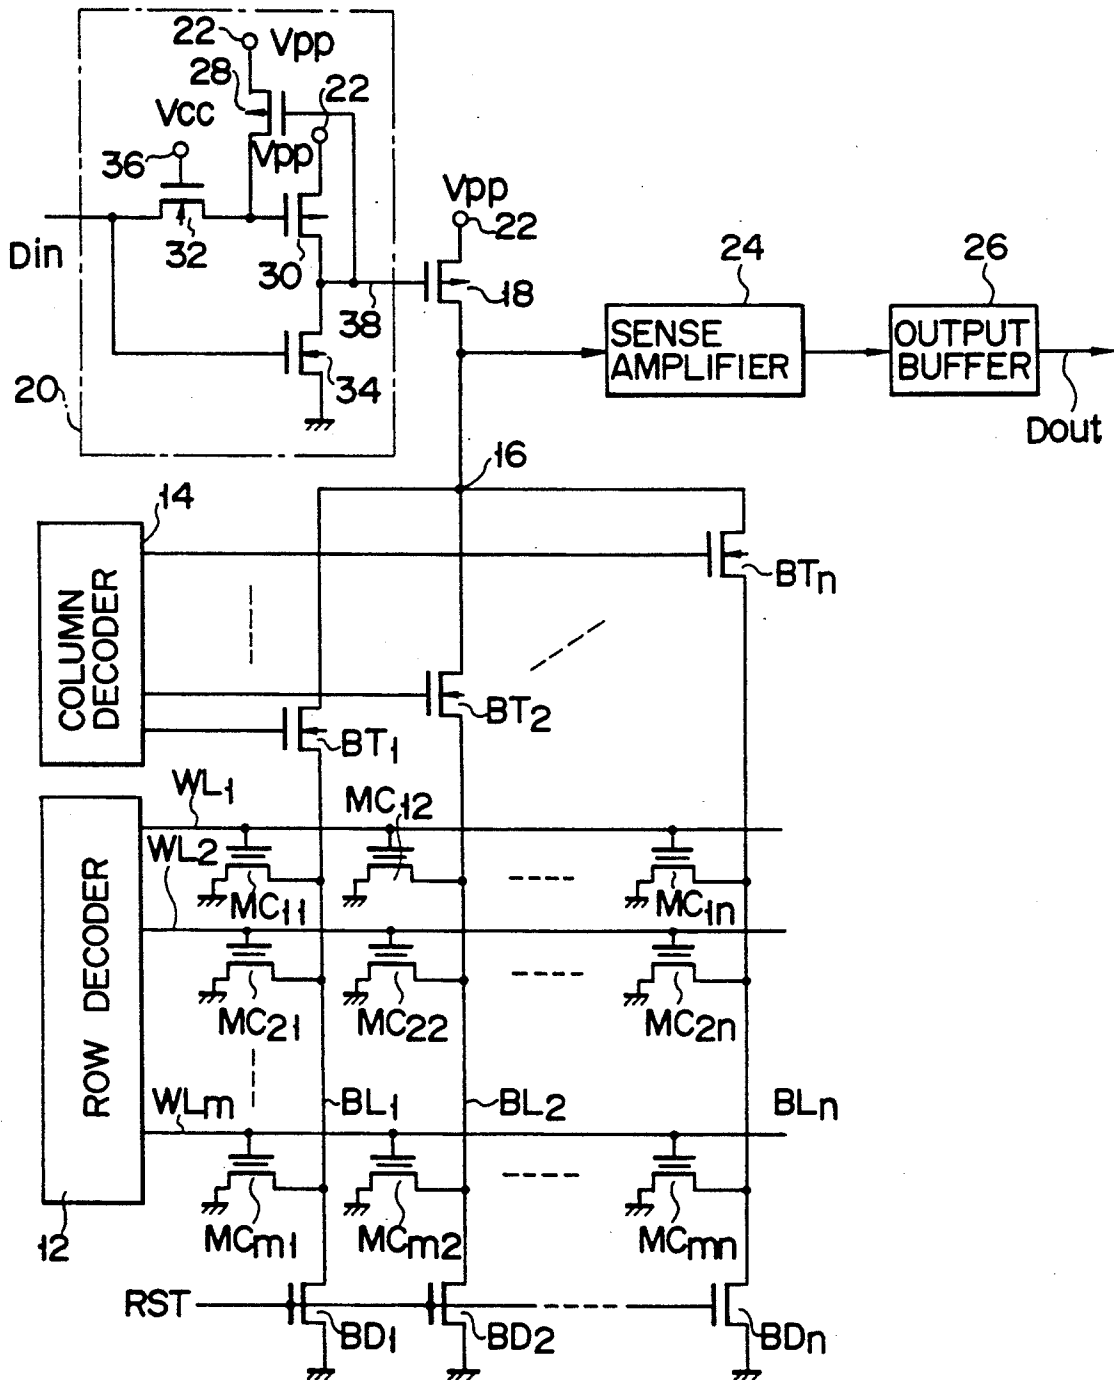 22
Vpp
28
22
Vcc
36
Vpp
Din
32
30
38
34
20
Vpp
22
18
24
SENSE
AMPLIFIER
26
OUTPUT
BUFFER
Dout
16
14
COLUMN
DECODER
BTn
BT2
BT1
WL1
MC12
WL2
MC11
MC1n
ROW DECODER
MC21
MC22
MC2n
WLm
BL1
BL2
BLn
12
MCm1
MCm2
MCmn
RST
BD1
BD2
BDn